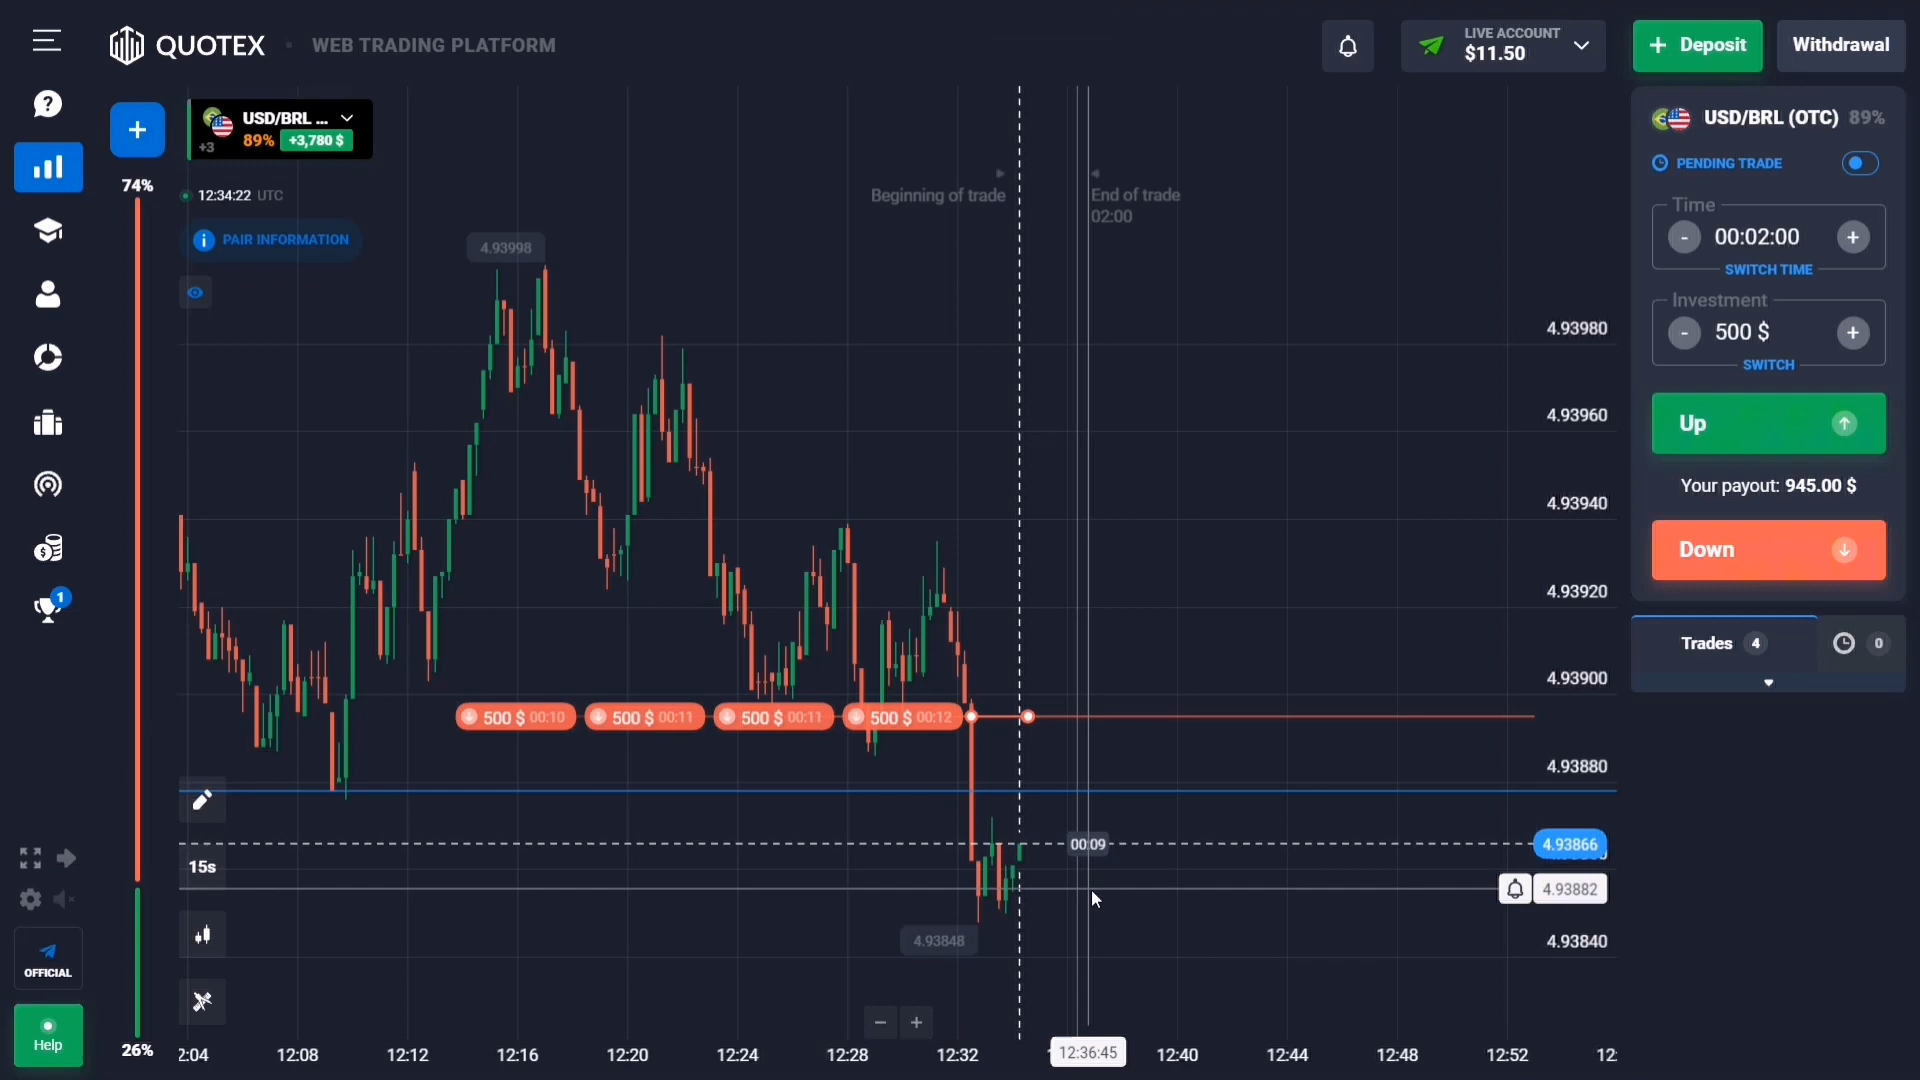 QUOTEX
WEB TRADING PLATFORM
LIVE ACCOUNT
$11.50
+ Deposit
Withdrawal
+
USD/BRL ...
+3
89%
+3,780 $
74%
12:34:22 UTC
PAIR INFORMATION
Beginning of trade
End of trade
02:00
4.93998
USD/BRL (OTC) 89%
PENDING TRADE
Time
- 00:02:00 +
SWITCH TIME
Investment
- 500 $ +
SWITCH
Up
Your payout: 945.00 $
Down
Trades 4
0
4.93980
4.93960
4.93940
4.93920
4.93900
4.93880
4.93866
4.93882
4.93840
1
500 $ 00:10
500 $ 00:11
500 $ 00:11
500 $ 00:12
00:09
15s
4.93848
OFFICIAL
Help
26%
− +
2:04
12:08
12:12
12:16
12:20
12:24
12:28
12:32
12:36:45
12:40
12:44
12:48
12:52
12: